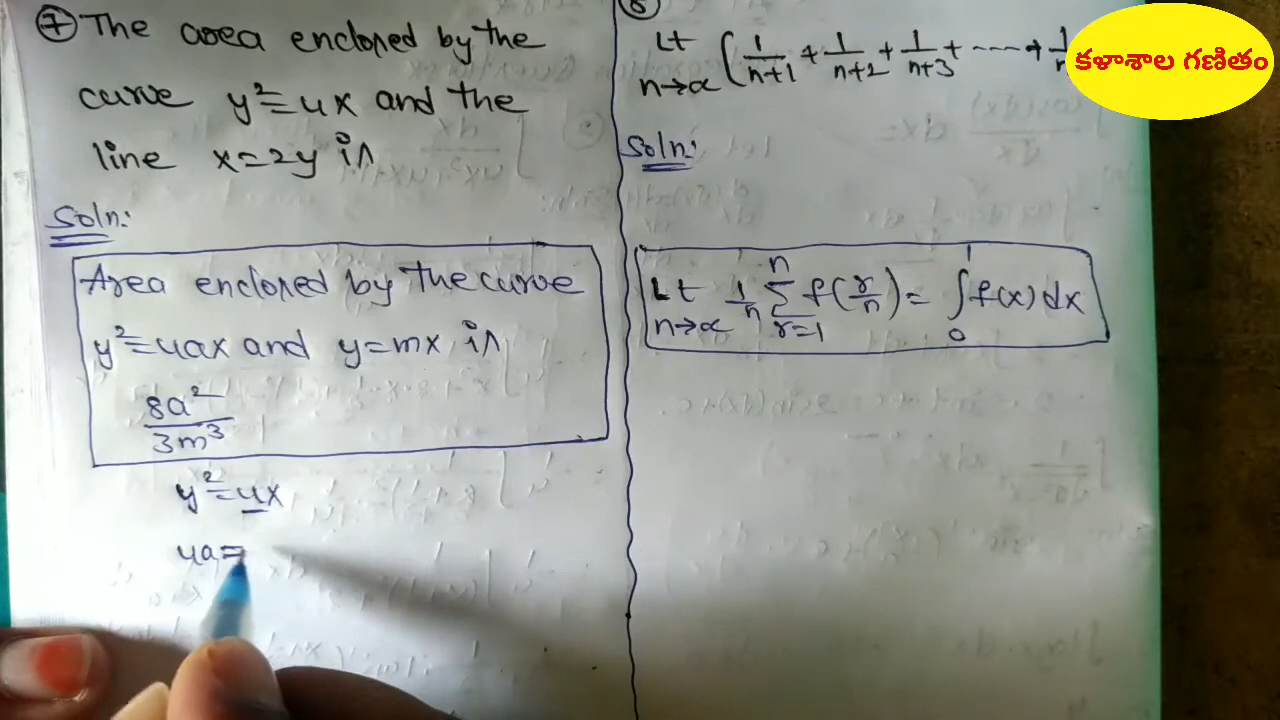 7 The area enclosed by the
curve y²=4x and the
line x=2y is
Soln:
Area enclosed by the curve
y²=4ax and y=mx is
8a²/3m³
y²=4x
4a=
8
Lt n→∝ (1/n+1 + 1/n+2 + 1/n+3 + ----- + 1/
Soln:
Lt n→∝ 1/n Σ r=1 n f(r/n) = ∫ 0 1 f(x) dx
కళాశాల గణితం